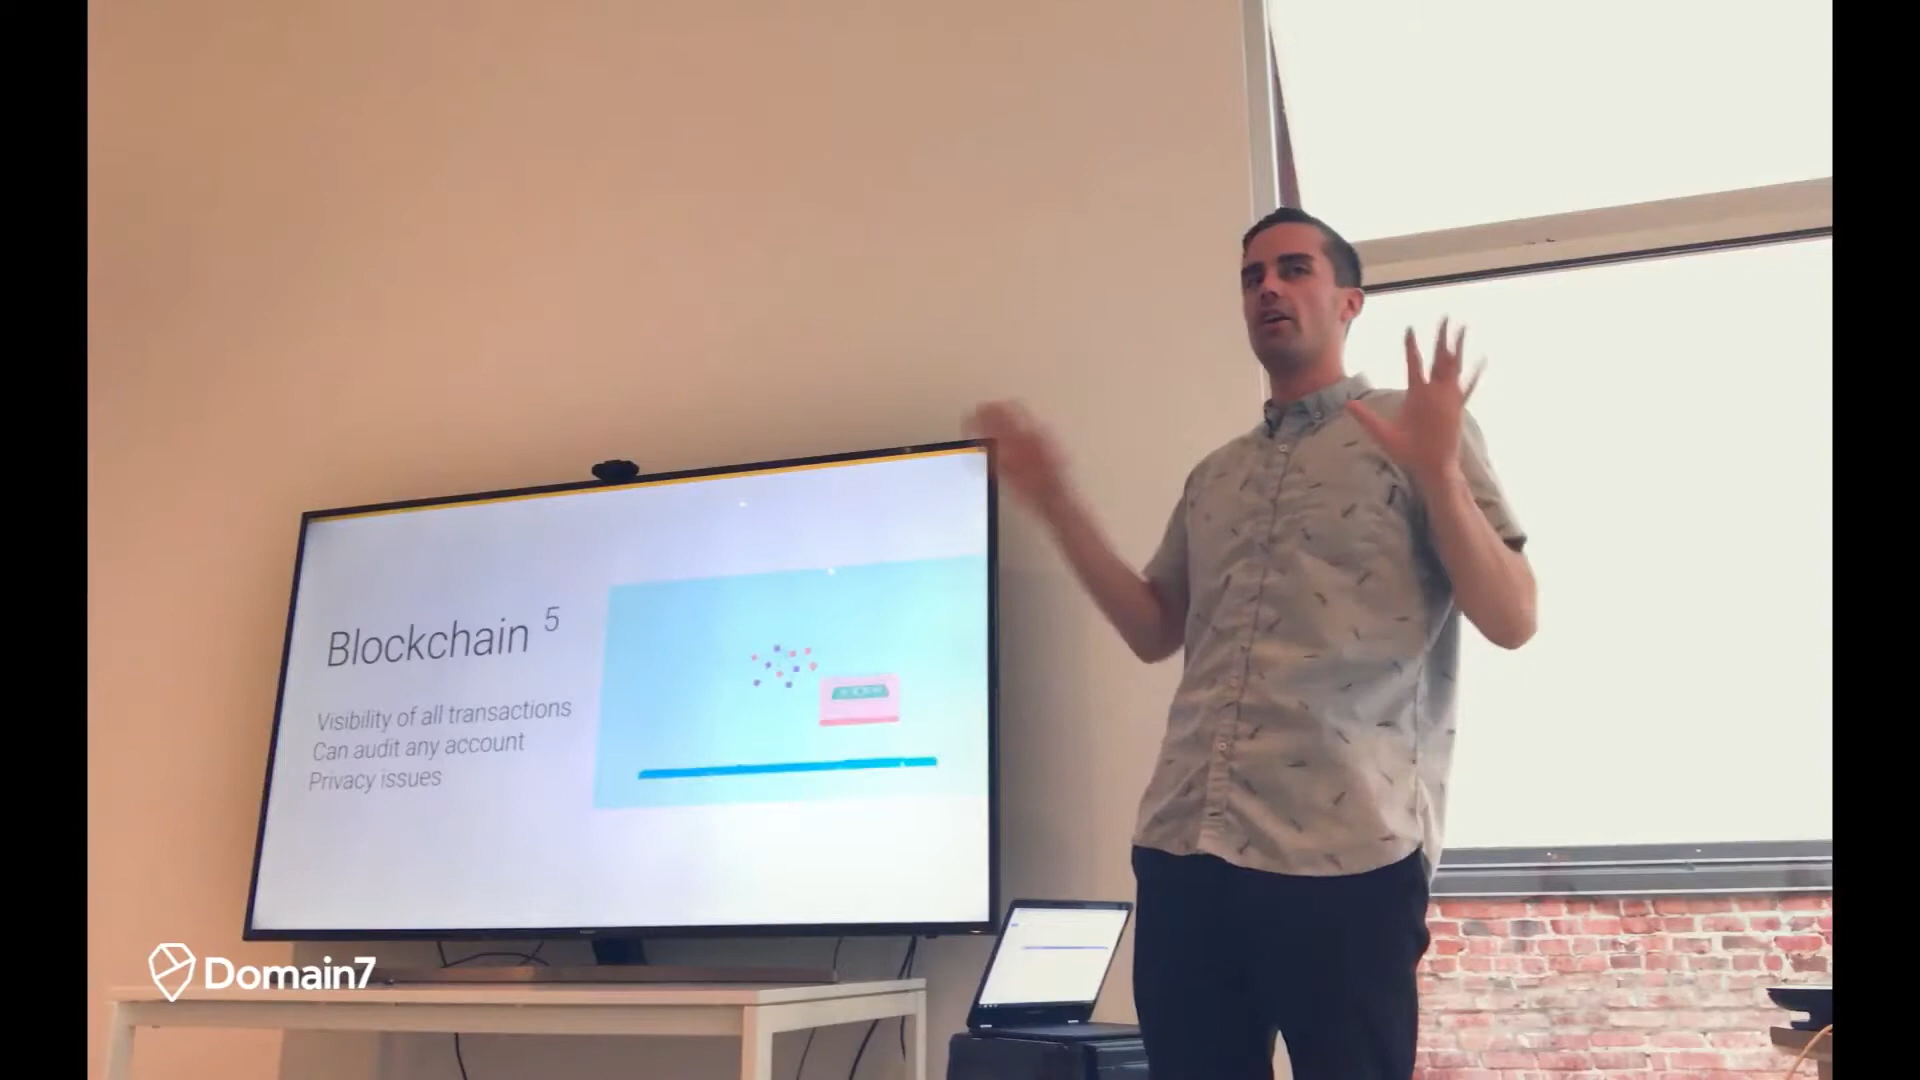 Blockchain 5
Visibility of all transactions
Can audit any account
Privacy issues
Domain7